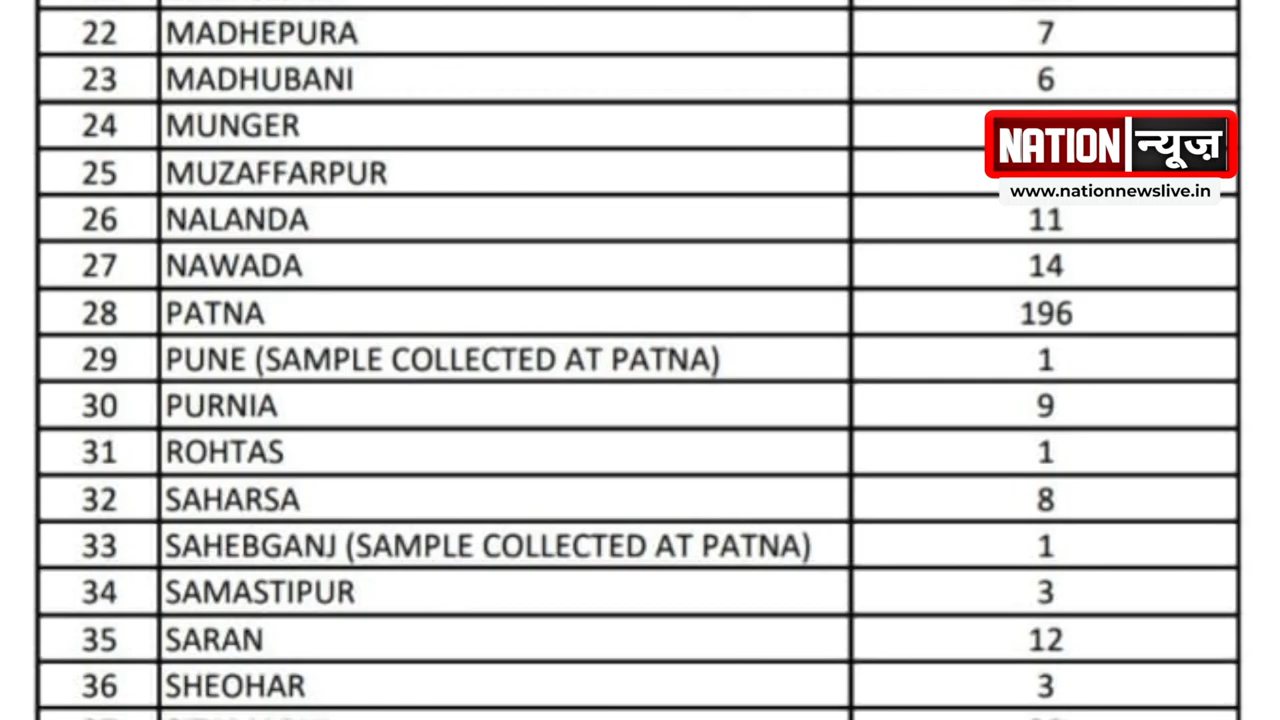 22 MADHEPURA 7
23 MADHUBANI 6
24 MUNGER
25 MUZAFFARPUR
NATION न्यूज़
www.nationnewslive.in
26 NALANDA 11
27 NAWADA 14
28 PATNA 196
29 PUNE (SAMPLE COLLECTED AT PATNA) 1
30 PURNIA 9
31 ROHTAS 1
32 SAHARSA 8
33 SAHEBGANJ (SAMPLE COLLECTED AT PATNA) 1
34 SAMASTIPUR 3
35 SARAN 12
36 SHEOHAR 3